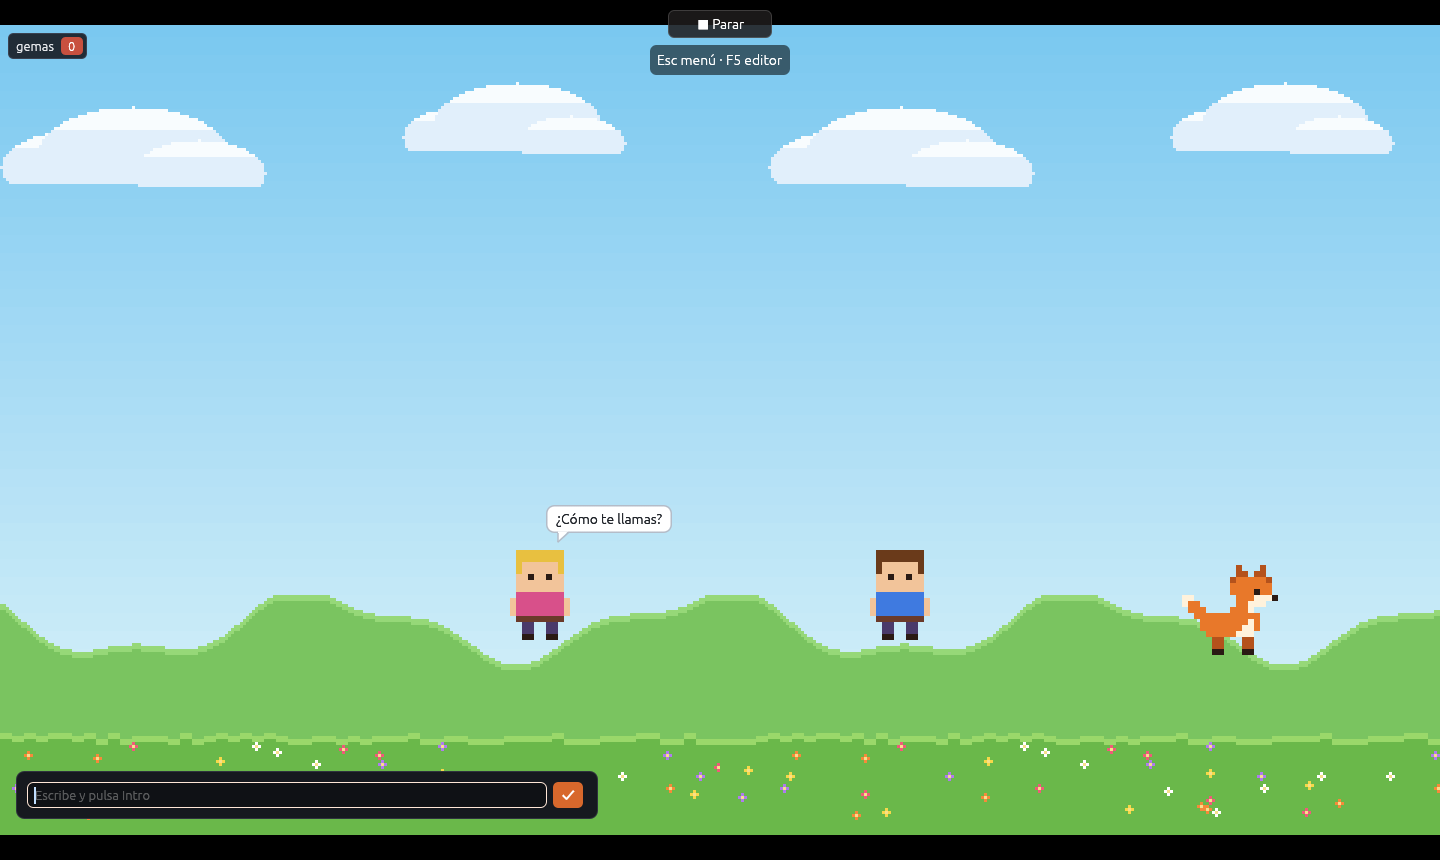 ■ Parar
gemas 0
Esc menú · F5 editor
¿Cómo te llamas?
Escribe y pulsa Intro